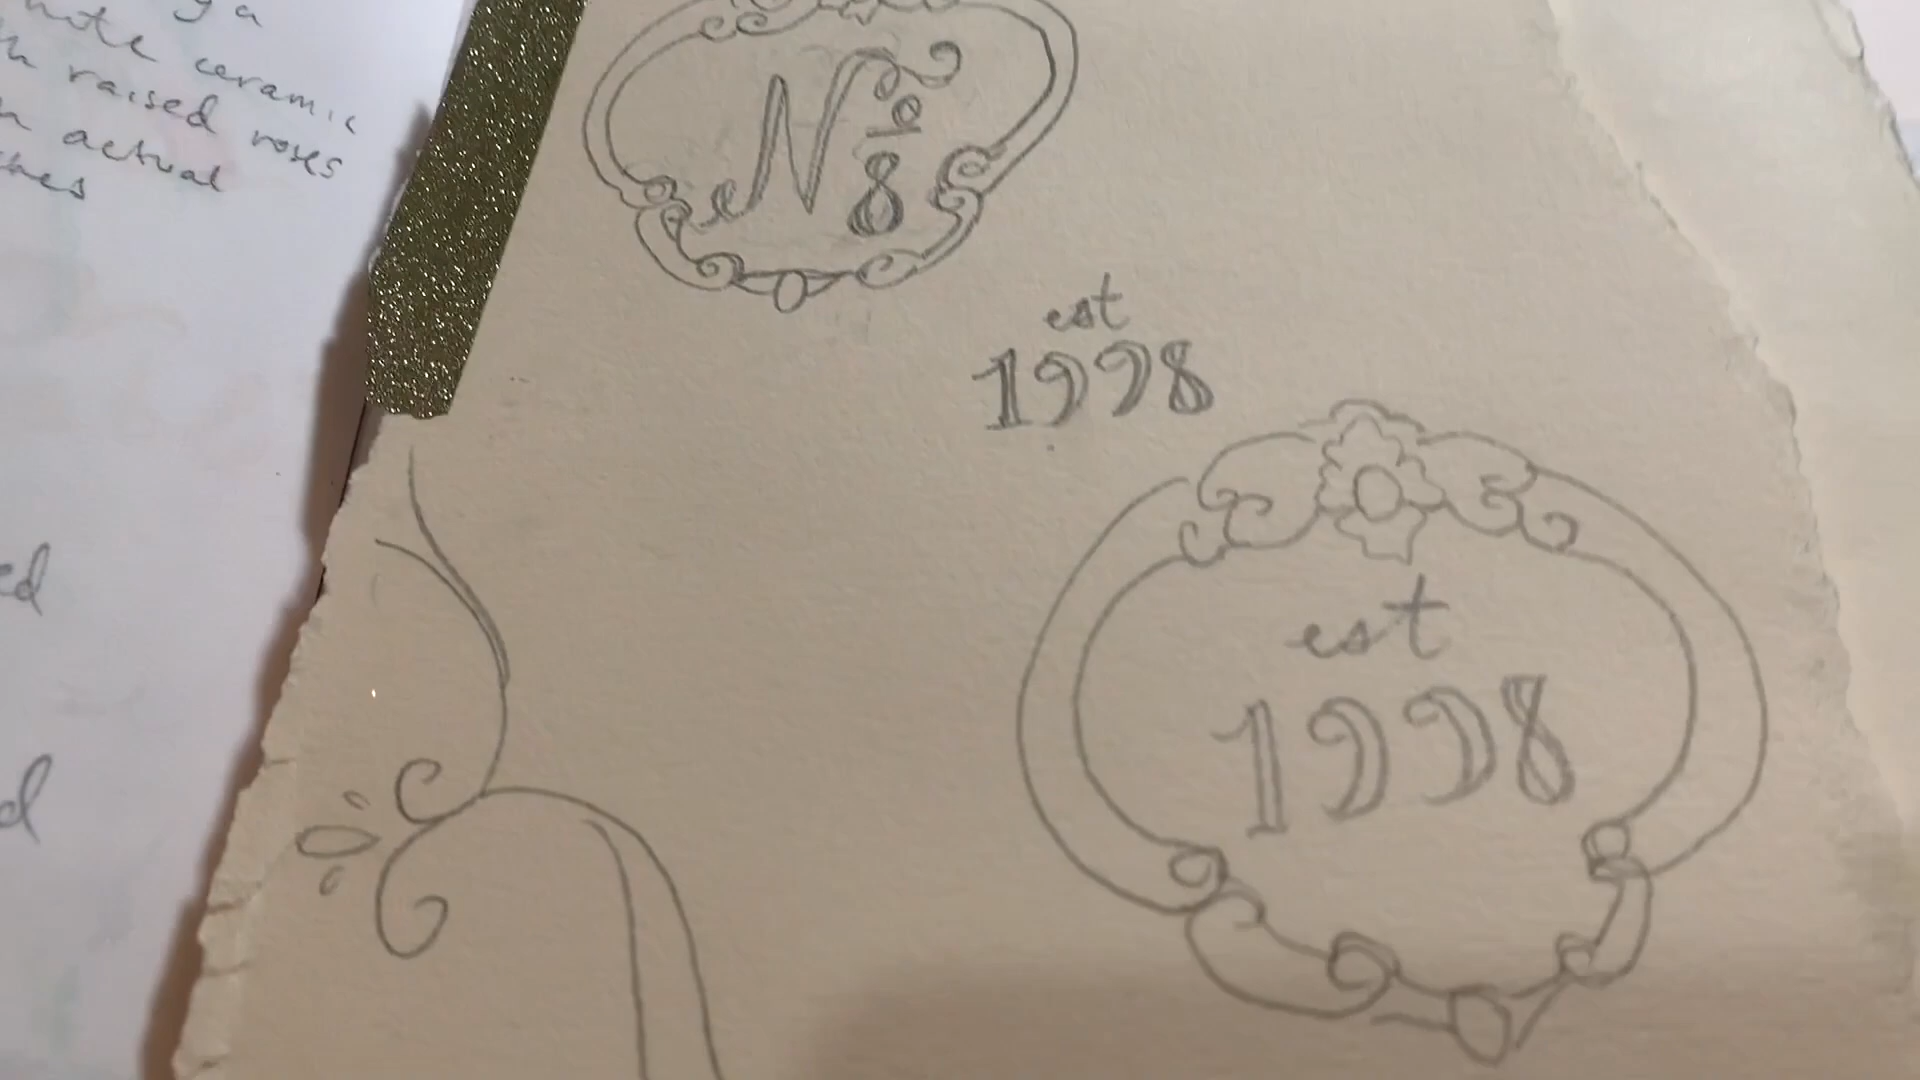 a
ceramic
raised roses
actual
Nº
8
est
1998
est
1998